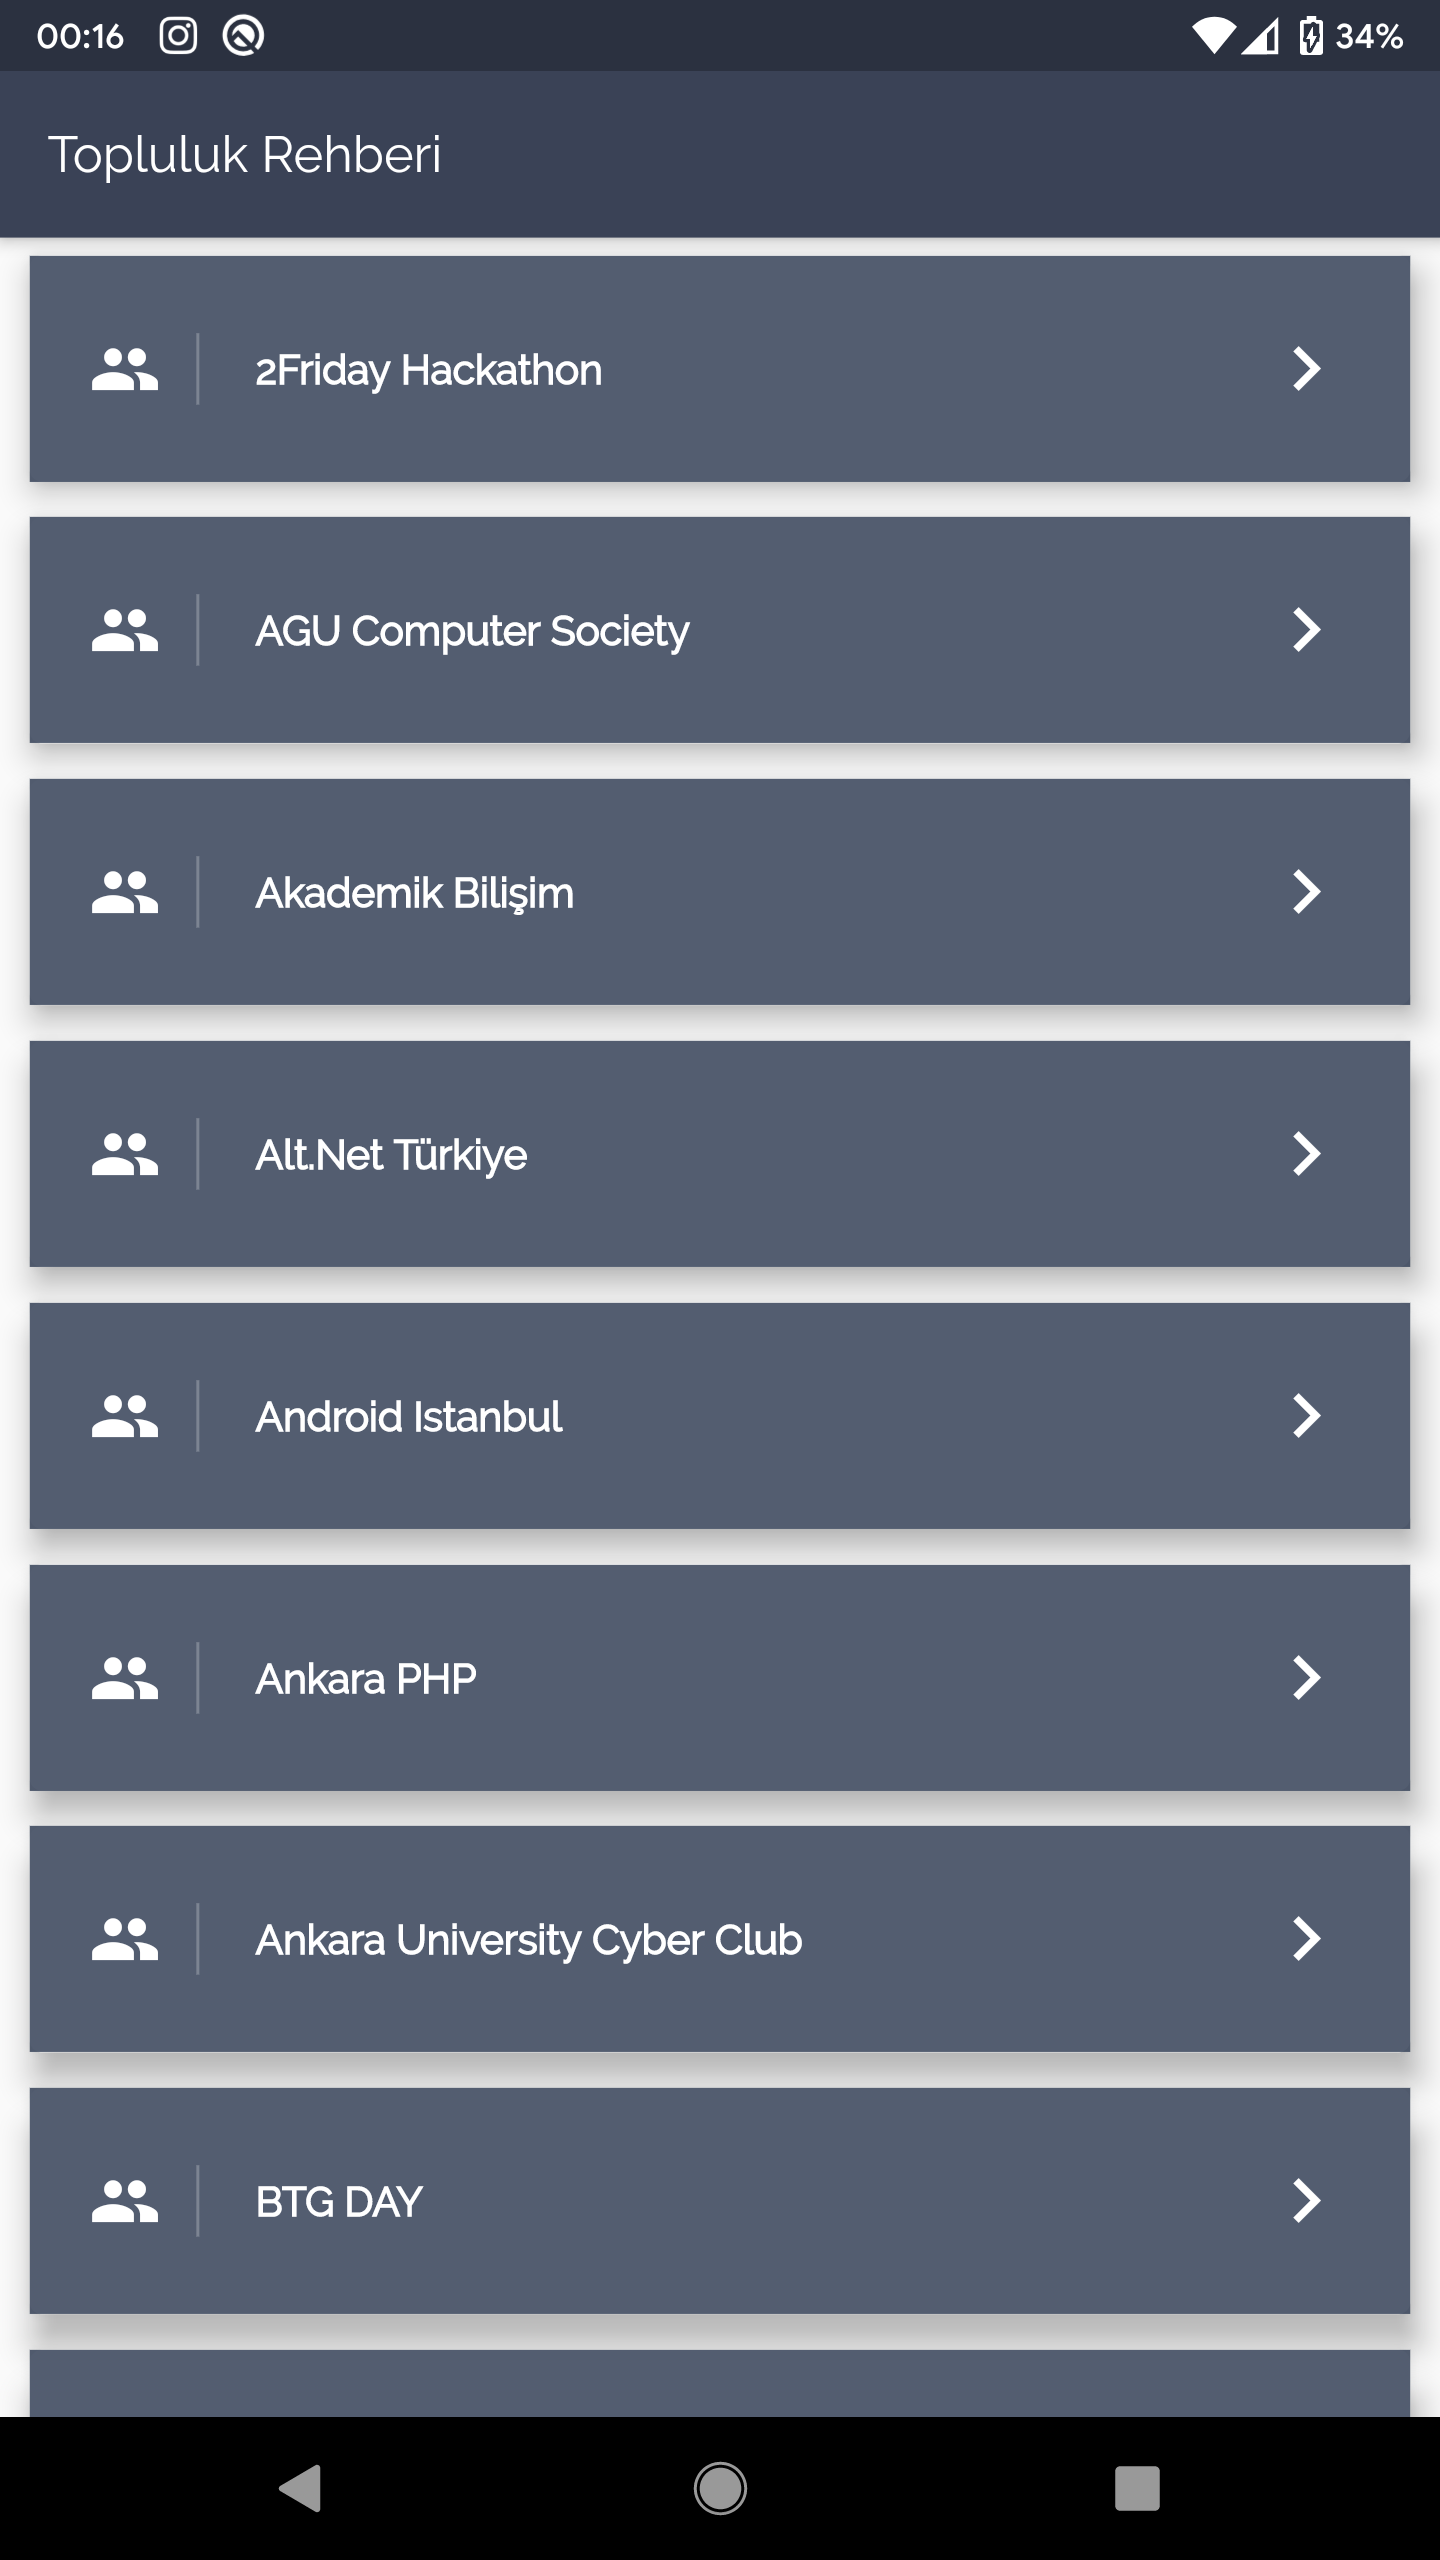 00:16 34%
Topluluk Rehberi
2Friday Hackathon
AGU Computer Society
Akademik Bilişim
Alt.Net Türkiye
Android Istanbul
Ankara PHP
Ankara University Cyber Club
BTG DAY